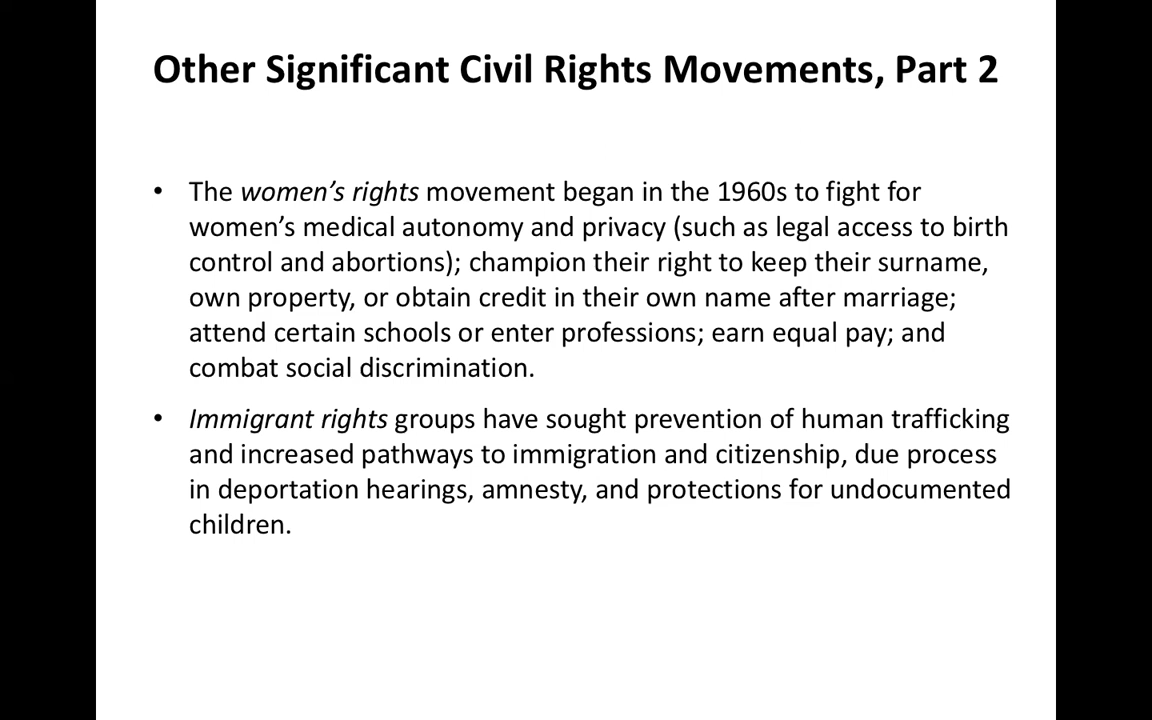 Other Significant Civil Rights Movements, Part 2
• The women’s rights movement began in the 1960s to fight for
women’s medical autonomy and privacy (such as legal access to birth
control and abortions); champion their right to keep their surname,
own property, or obtain credit in their own name after marriage;
attend certain schools or enter professions; earn equal pay; and
combat social discrimination.
• Immigrant rights groups have sought prevention of human trafficking
and increased pathways to immigration and citizenship, due process
in deportation hearings, amnesty, and protections for undocumented
children.